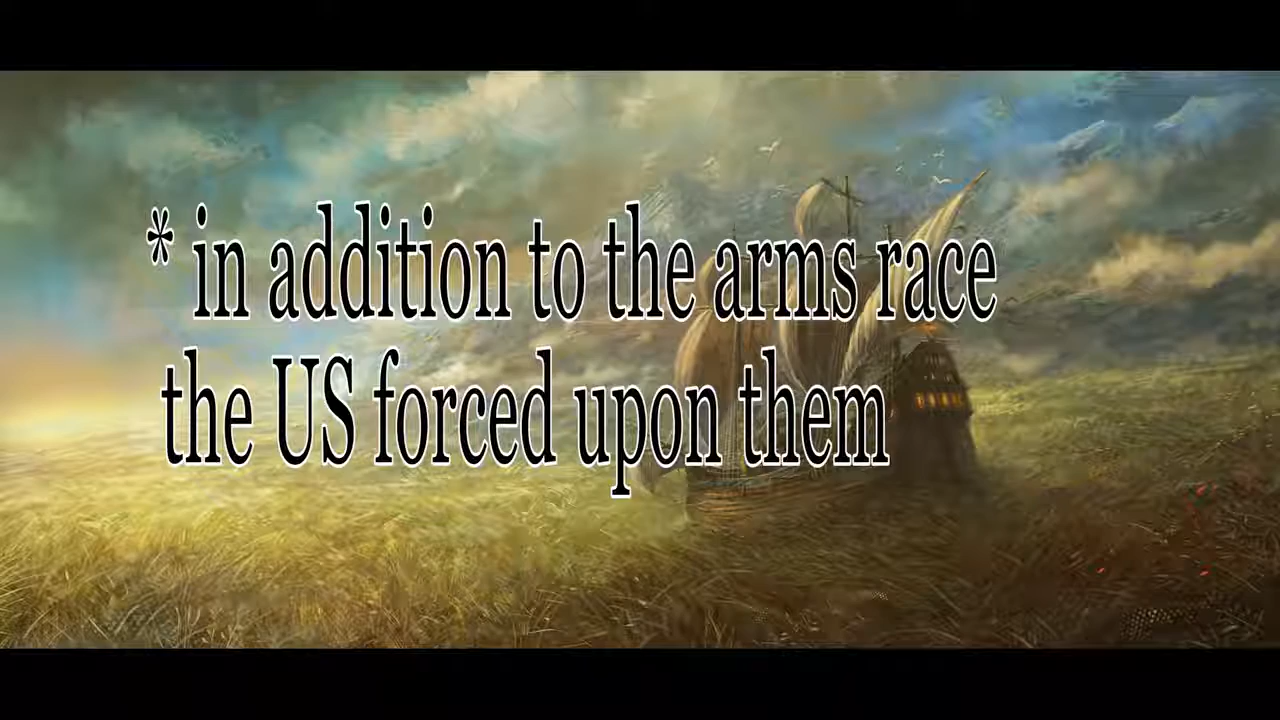 * in addition to the arms race
the US forced upon them